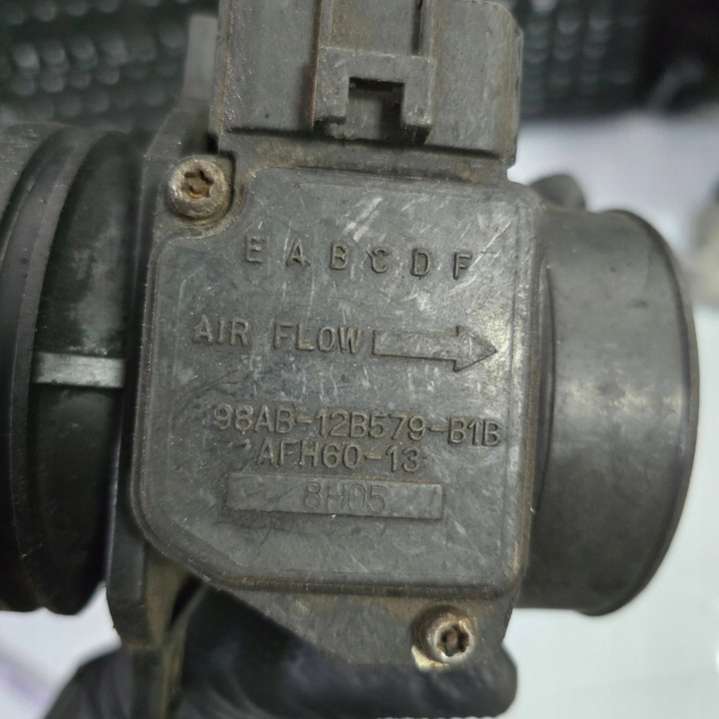 E A B C D F
AIR FLOW
98AB-12B579-B1B
AFH60-13
8H05